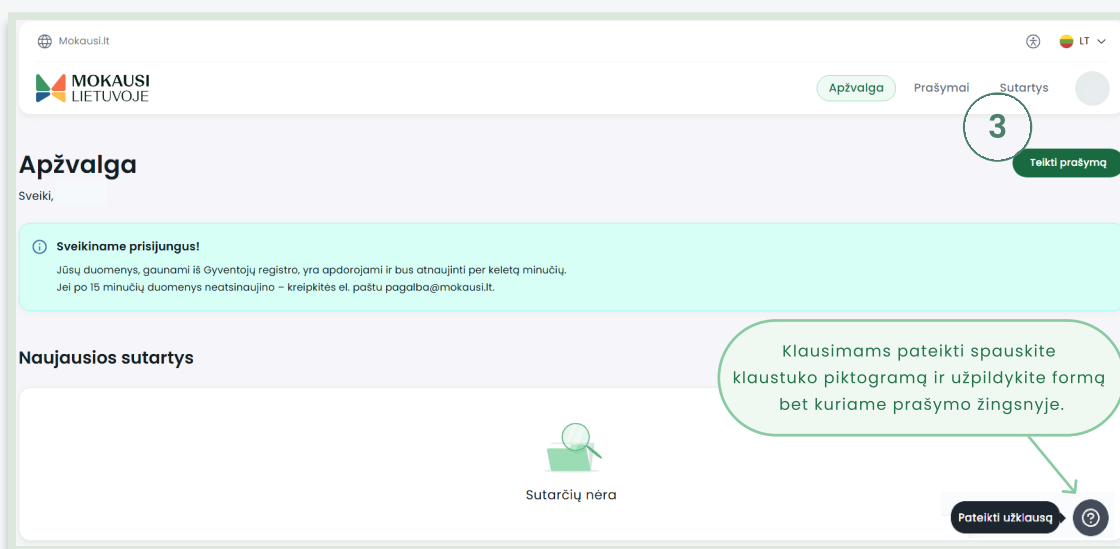 Mokausi.lt
LT
MOKAUSI
LIETUVOJE
Apžvalga
Prašymai
Sutartys
3
Apžvalga
Teikti prašymą
Sveiki,
Sveikiname prisijungus!
Jūsų duomenys, gaunami iš Gyventojų registro, yra apdorojami ir bus atnaujinti per keletą minučių.
Jei po 15 minučių duomenys neatsinaujino – kreipkitės el. paštu pagalba@mokausi.lt.
Naujausios sutartys
Klausimams pateikti spauskite
klaustuko piktogramą ir užpildykite formą
bet kuriame prašymo žingsnyje.
Sutarčių nėra
Pateikti užklausą